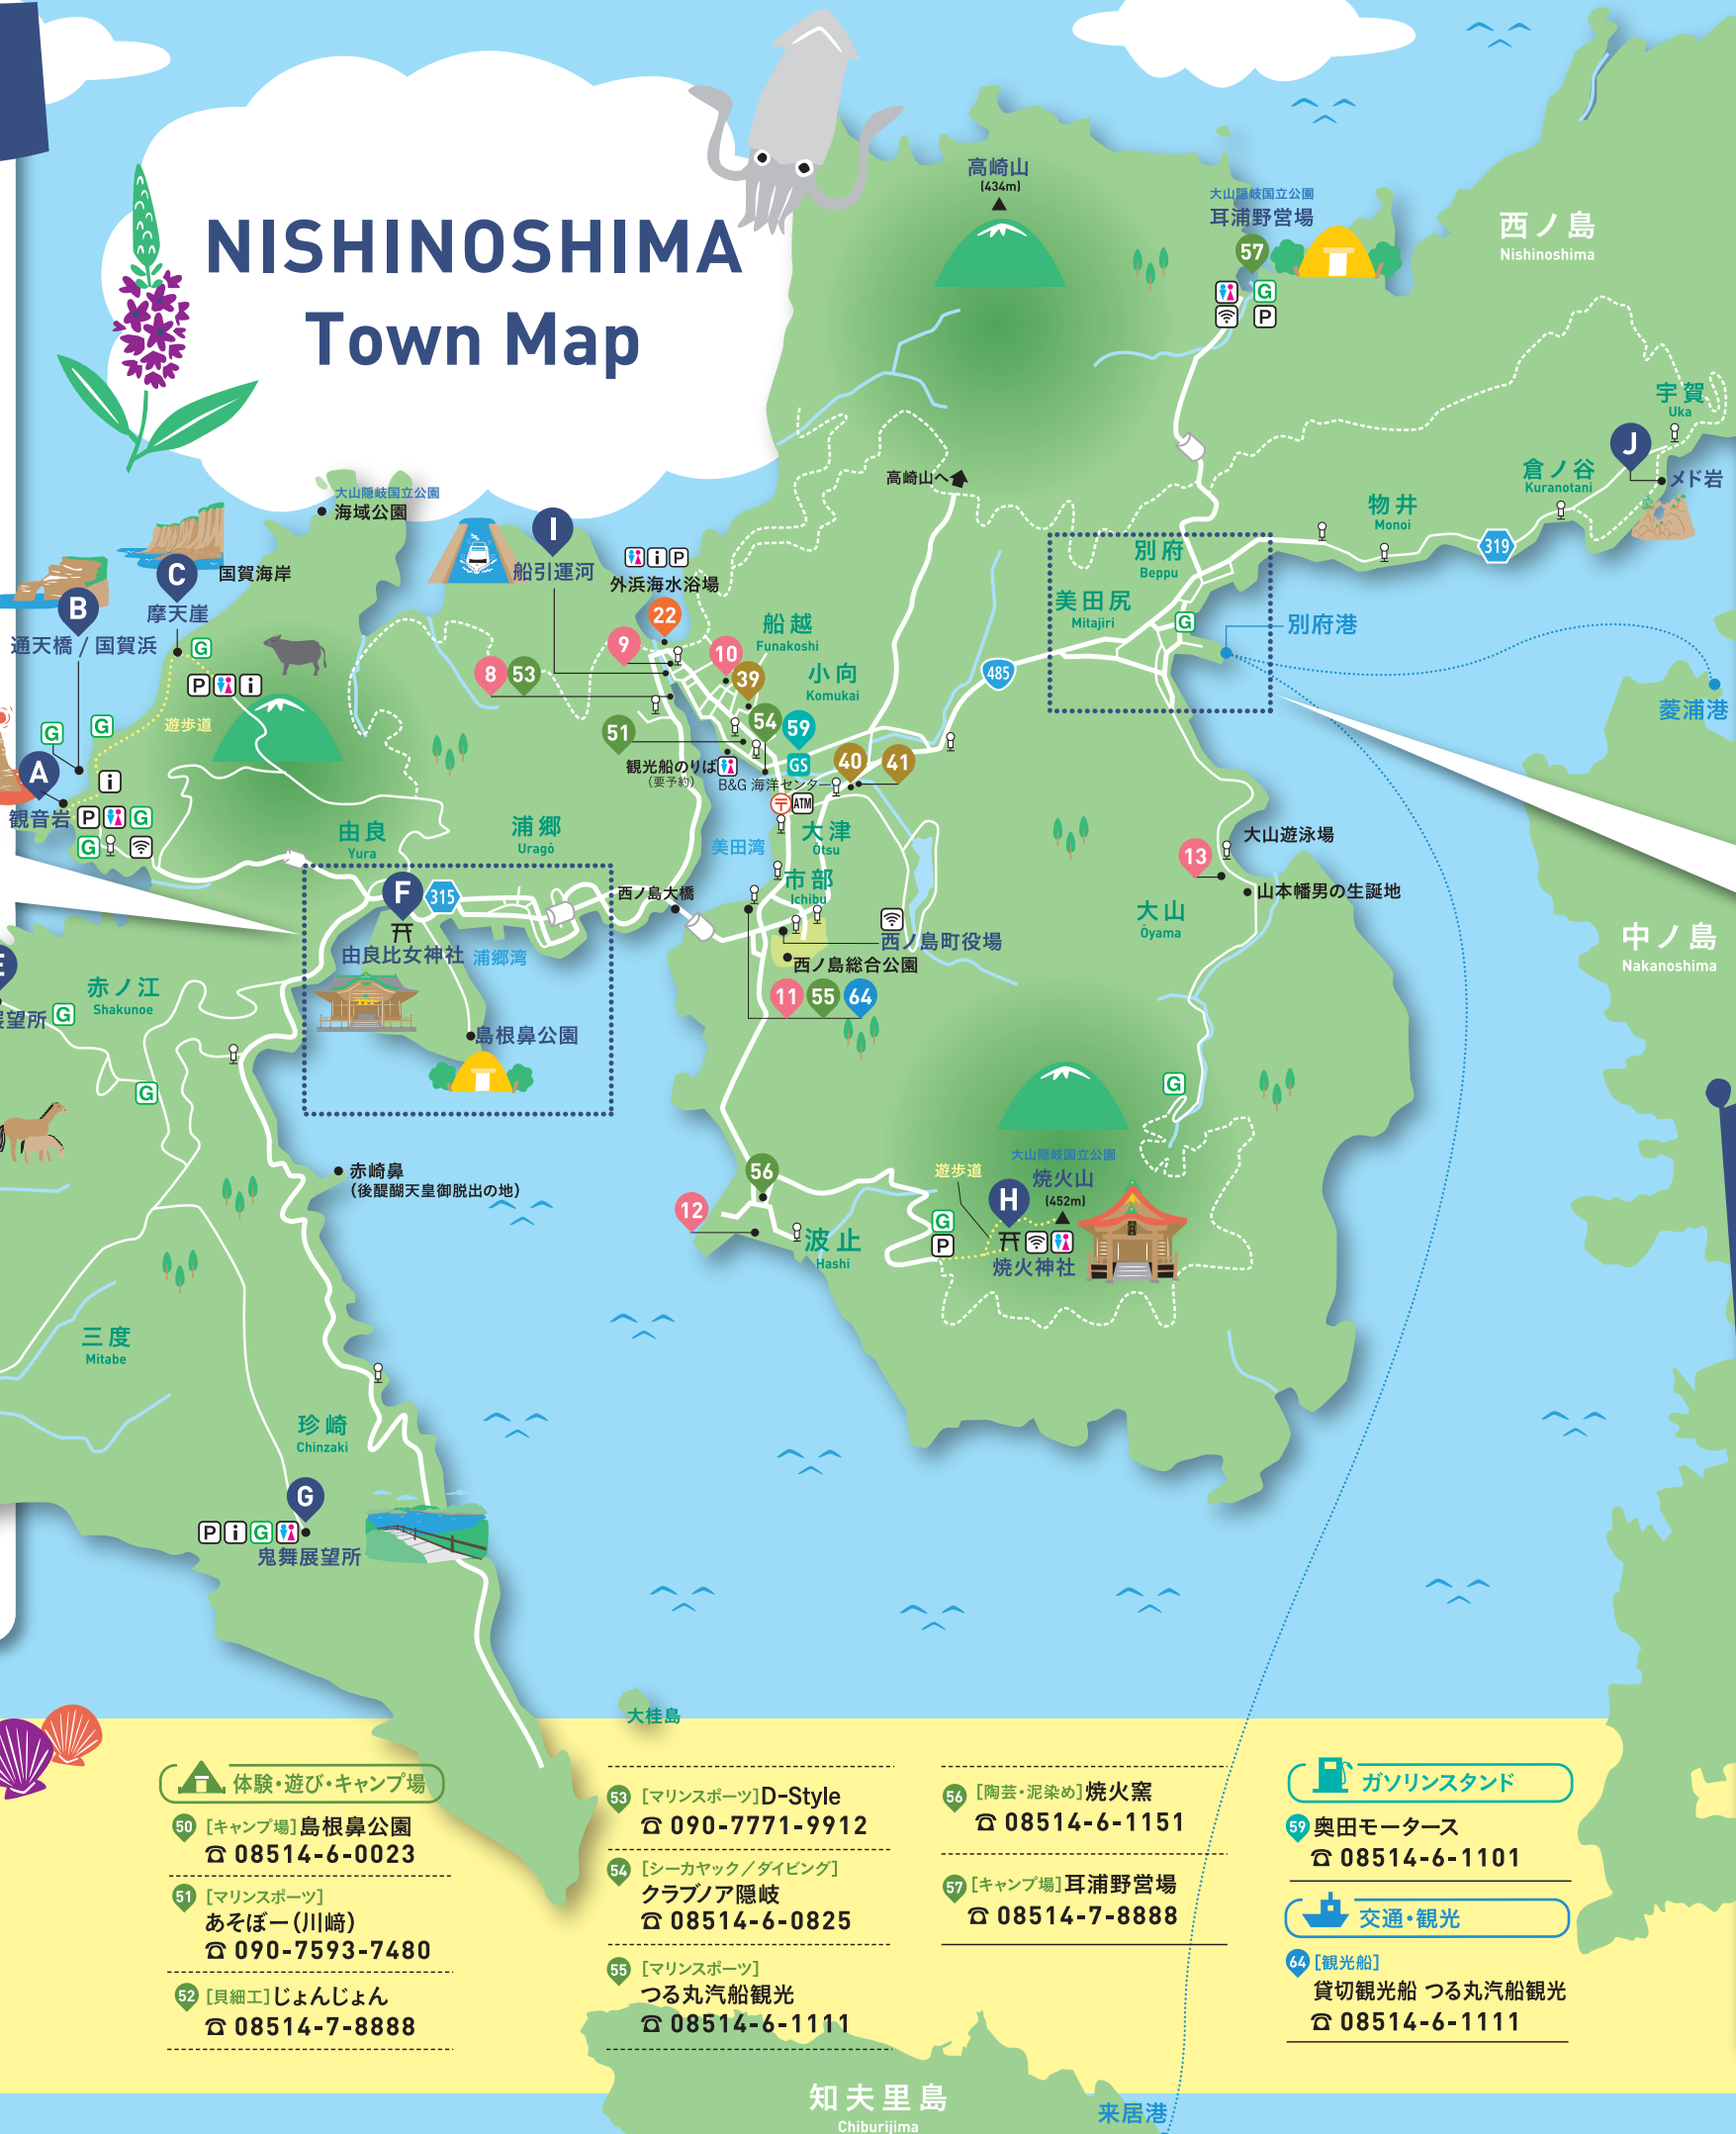 NISHINOSHIMA
Town Map
高崎山
(434m)
大山隠岐国立公園
耳浦野営場
57
G
P
西ノ島
Nishinoshima
宇賀
Uka
J
メド岩
倉ノ谷
Kuranotani
物井
Monoi
319
高崎山へ
別府
Beppu
美田尻
Mitajiri
G
別府港
菱浦港
485
大山隠岐国立公園
海域公園
国賀海岸
C
摩天崖
B
通天橋 / 国賀浜
G
P i
遊歩道
G
G
A
観音岩
i
P G
G
I
船引運河
i P
外浜海水浴場
22
9
10
船越
Funakoshi
39
小向
Komukai
8
53
51
54
59
GS
観光船のりば
(要予約)
B&G 海洋センター
40
41
〒
ATM
美田湾
大津
Ōtsu
市部
Ichibu
西ノ島大橋
西ノ島町役場
西ノ島総合公園
11
55
64
由良
Yura
浦郷
Uragō
F
315
由良比女神社
浦郷湾
島根鼻公園
E
展望所
G
赤ノ江
Shakunoe
G
13
大山遊泳場
山本幡男の生誕地
大山
Ōyama
中ノ島
Nakanoshima
G
赤崎鼻
(後醍醐天皇御脱出の地)
56
12
波止
Hashi
大山隠岐国立公園
焼火山
(452m)
遊歩道
H
G
P
焼火神社
三度
Mitabe
珍崎
Chinzaki
G
P i G
鬼舞展望所
大桂島
体験・遊び・キャンプ場
50 [キャンプ場]島根鼻公園
☎ 08514-6-0023
51 [マリンスポーツ]
あそぼー(川﨑)
☎ 090-7593-7480
52 [貝細工]じょんじょん
☎ 08514-7-8888
53 [マリンスポーツ]D-Style
☎ 090-7771-9912
54 [シーカヤック/ダイビング]
クラブノア隠岐
☎ 08514-6-0825
55 [マリンスポーツ]
つる丸汽船観光
☎ 08514-6-1111
56 [陶芸・泥染め]焼火窯
☎ 08514-6-1151
57 [キャンプ場]耳浦野営場
☎ 08514-7-8888
ガソリンスタンド
59 奥田モータース
☎ 08514-6-1101
交通・観光
64 [観光船]
貸切観光船 つる丸汽船観光
☎ 08514-6-1111
知夫里島
Chiburijima
来居港